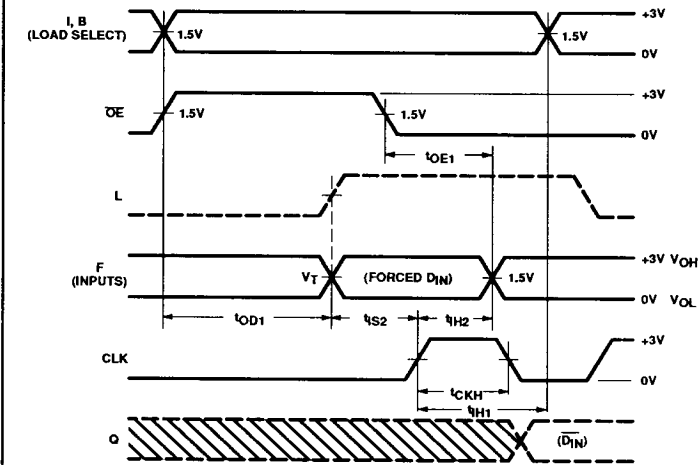 I, B
(LOAD SELECT)
1.5V
1.5V
+3V
0V
OE
1.5V
1.5V
+3V
0V
tOE1
L
F
(INPUTS)
VT
(FORCED DIN)
1.5V
+3V VOH
0V VOL
tOD1
tIS2
tIH2
CLK
+3V
0V
tCKH
tIH1
Q
(DIN)